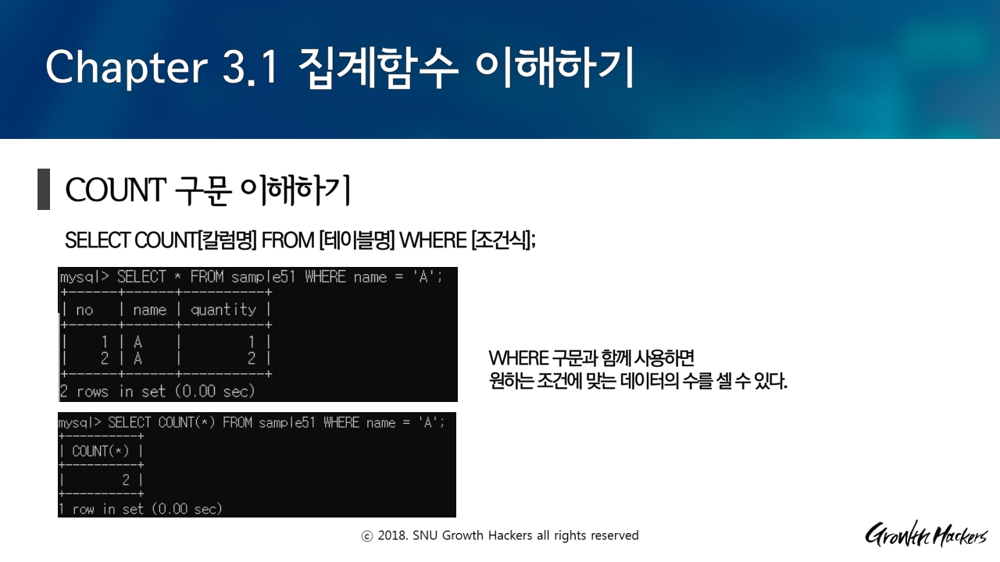 Chapter 3.1 집계함수 이해하기
COUNT 구문 이해하기
SELECT COUNT[칼럼명] FROM [테이블명] WHERE [조건식];
mysql> SELECT * FROM sample51 WHERE name = 'A';
+------+------+----------+
| no   | name | quantity |
+------+------+----------+
|    1 | A    |        1 |
|    2 | A    |        2 |
+------+------+----------+
2 rows in set (0.00 sec)
WHERE 구문과 함께 사용하면
원하는 조건에 맞는 데이터의 수를 셀 수 있다.
mysql> SELECT COUNT(*) FROM sample51 WHERE name = 'A';
+----------+
| COUNT(*) |
+----------+
|        2 |
+----------+
1 row in set (0.00 sec)
ⓒ 2018. SNU Growth Hackers all rights reserved
Growth Hackers